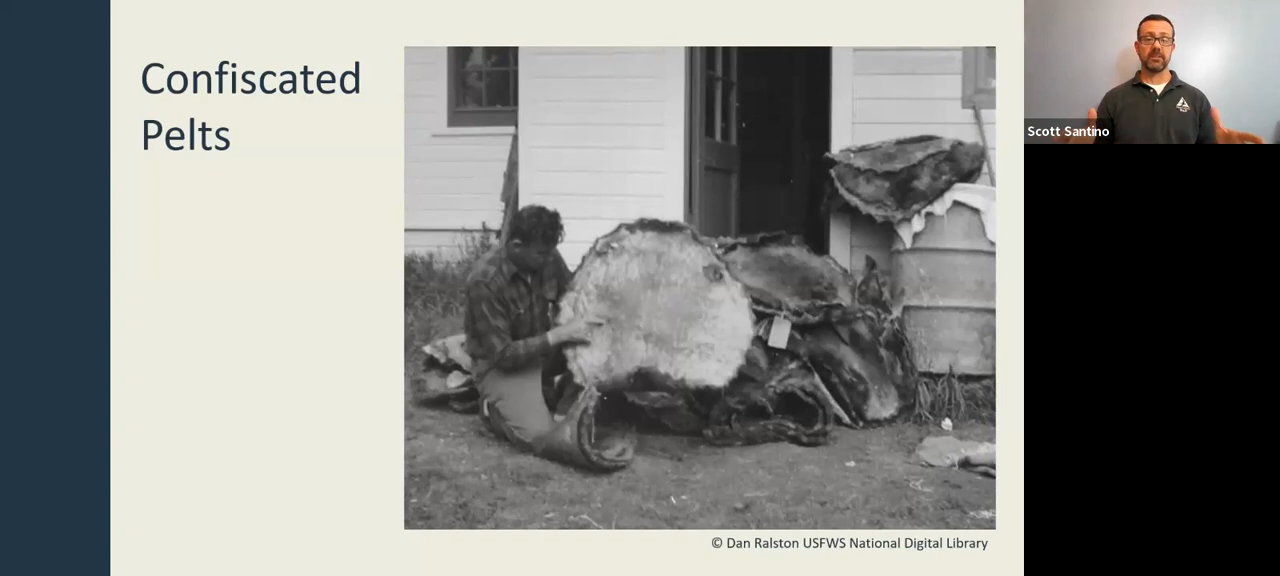 Confiscated
Pelts
Scott Santino
© Dan Ralston USFWS National Digital Library